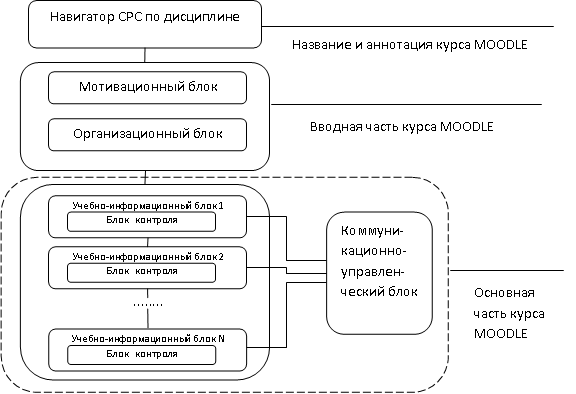 Навигатор СРС по дисциплине
Название и аннотация курса MOODLE
Мотивационный блок
Организационный блок
Вводная часть курса MOODLE
Учебно-информационный блок 1
Блок контроля
Учебно-информационный блок 2
Блок контроля
........
Учебно-информационный блок N
Блок контроля
Коммуни-
кационно-
управлен-
ческий блок
Основная
часть курса
MOODLE